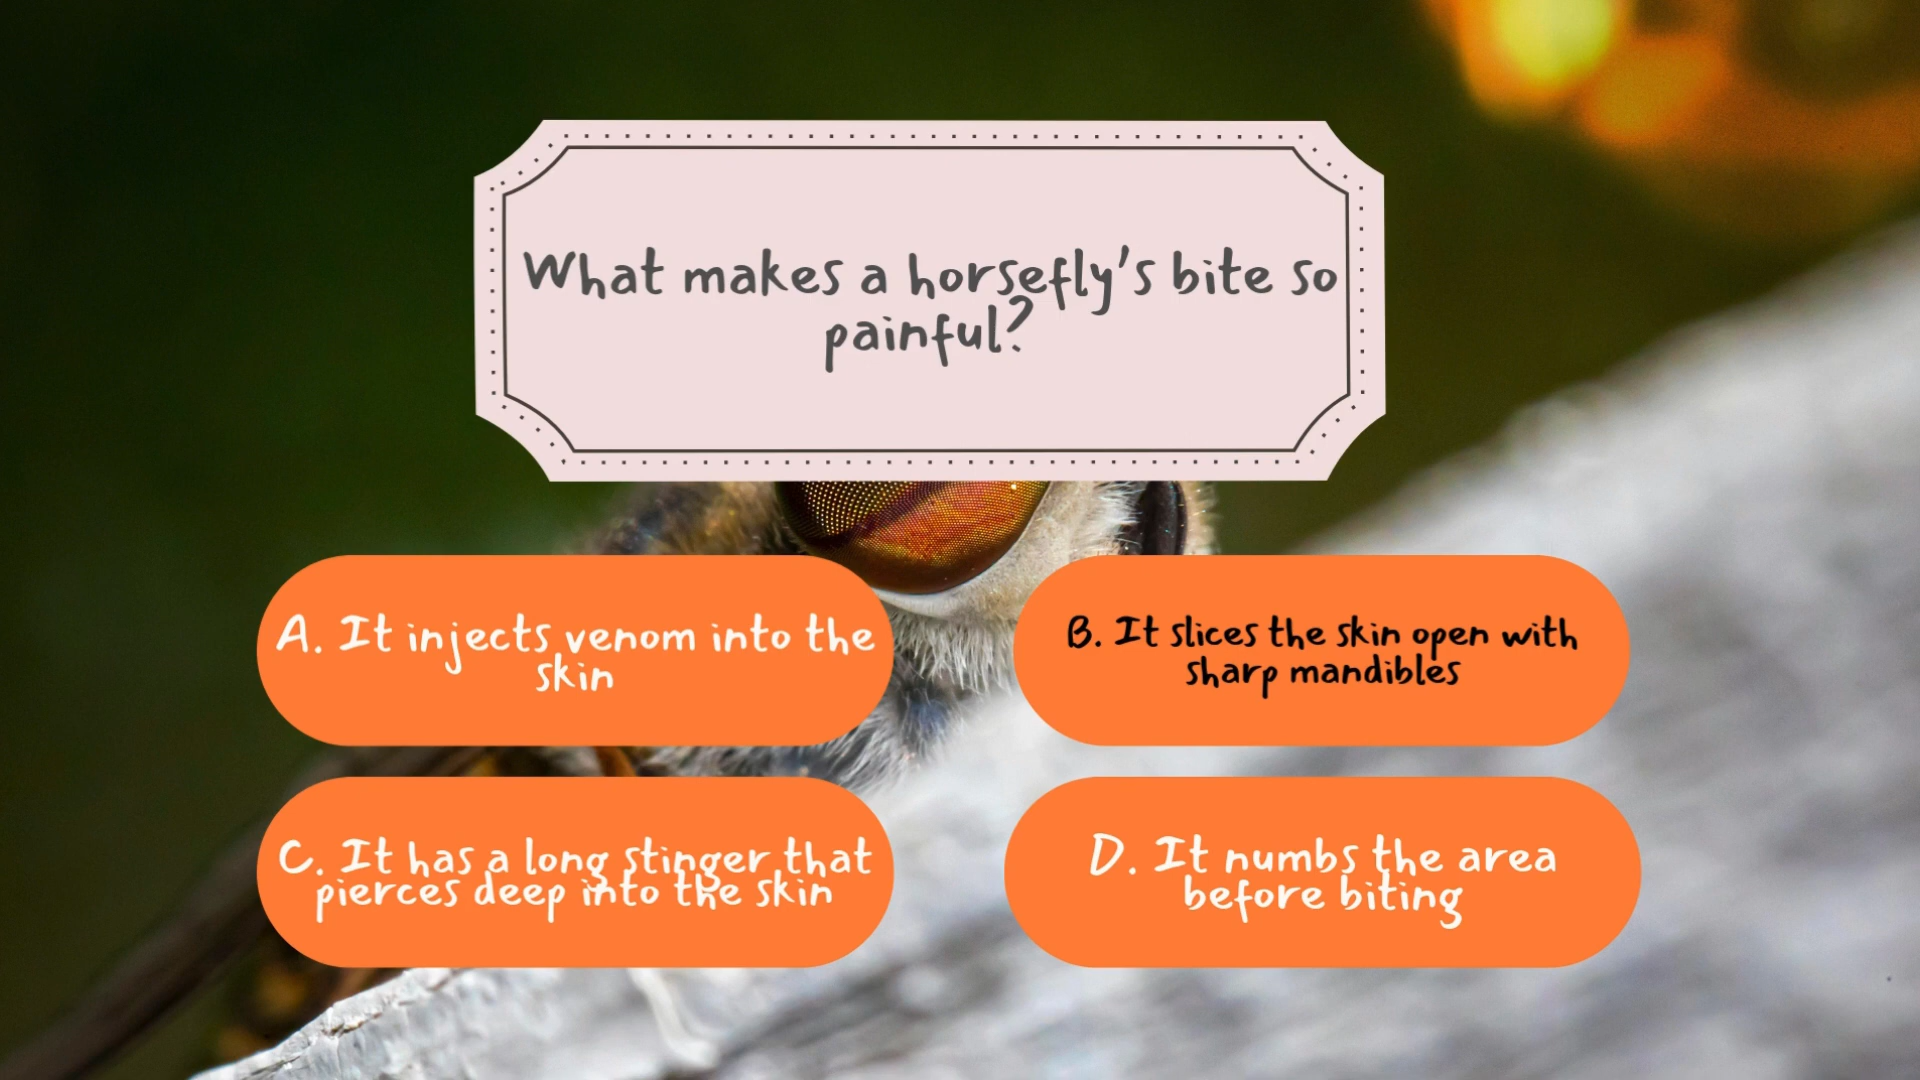 What makes a horsefly's bite so
painful?
A. It injects venom into the
skin
B. It slices the skin open with
sharp mandibles
C. It has a long stinger that
pierces deep into the skin
D. It numbs the area
before biting